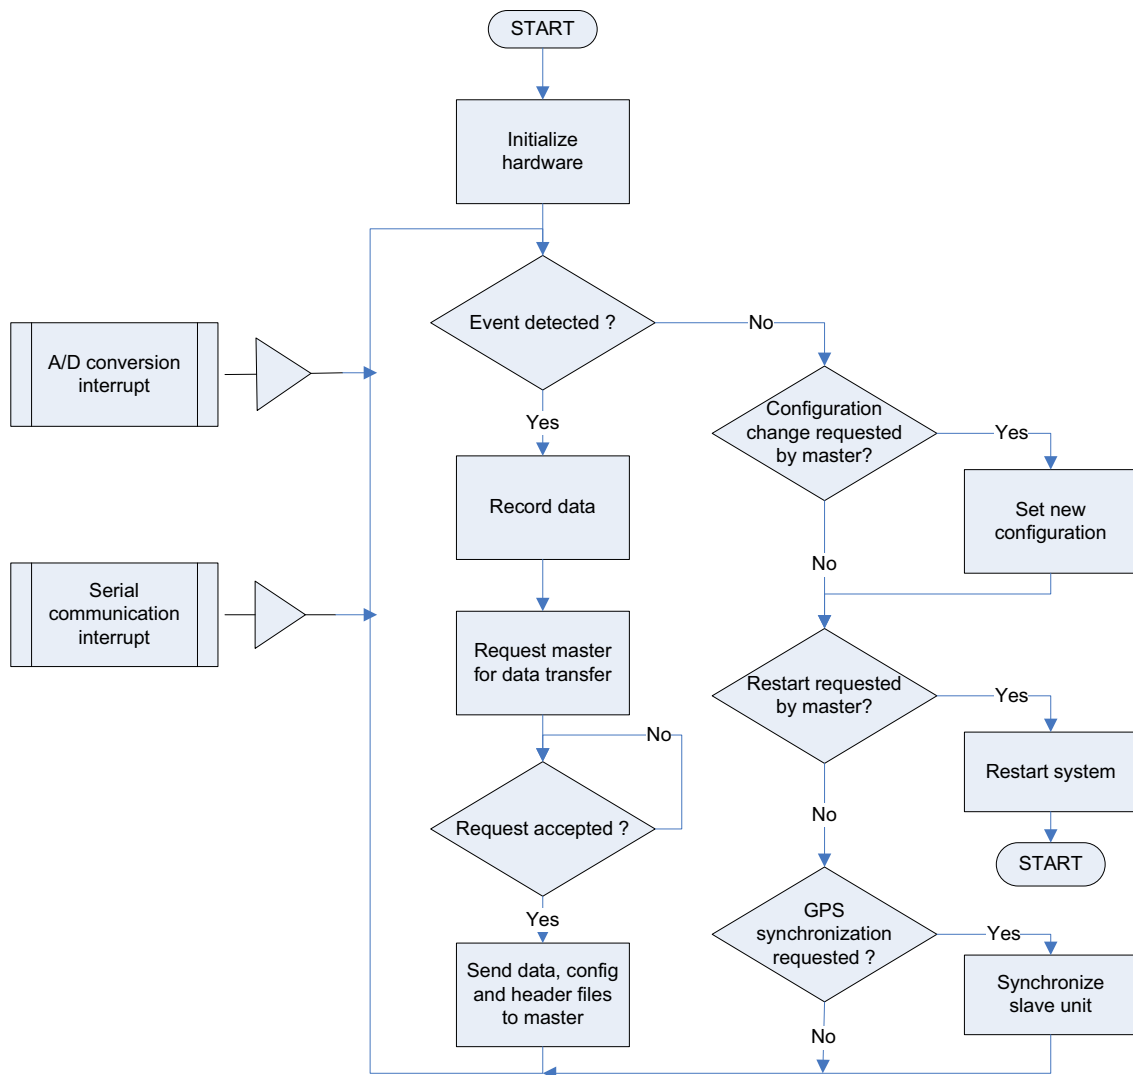 START
Initialize
hardware
Event detected ?
No
Yes
A/D conversion
interrupt
Configuration
change requested
by master?
Yes
No
Set new
configuration
Record data
Serial
communication
interrupt
Request master
for data transfer
Restart requested
by master?
Yes
No
Restart system
START
No
Request accepted ?
Yes
GPS
synchronization
requested ?
Yes
No
Synchronize
slave unit
Send data, config
and header files
to master